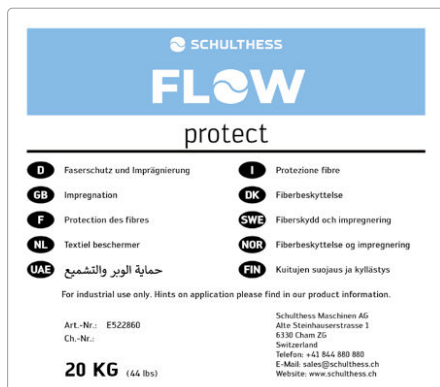 SCHULTHESS
FLOW
protect
D Faserschutz und Imprägnierung
GB Impregnation
F Protection des fibres
NL Textiel beschermer
UAE حماية الوبر والتشميع
I Protezione fibre
DK Fiberbeskyttelse
SWE Fiberskydd och impregnering
NOR Fiberbeskyttelse og impregnering
FIN Kuitujen suojaus ja kyllästys
For industrial use only. Hints on application please find in our product information.
Art.-Nr.: E522860
Ch.-Nr.:
20 KG (44 lbs)
Schulthess Maschinen AG
Alte Steinhauserstrasse 1
6330 Cham ZG
Switzerland
Telefon: +41 844 880 880
E-Mail: sales@schulthess.ch
Website: www.schulthess.ch